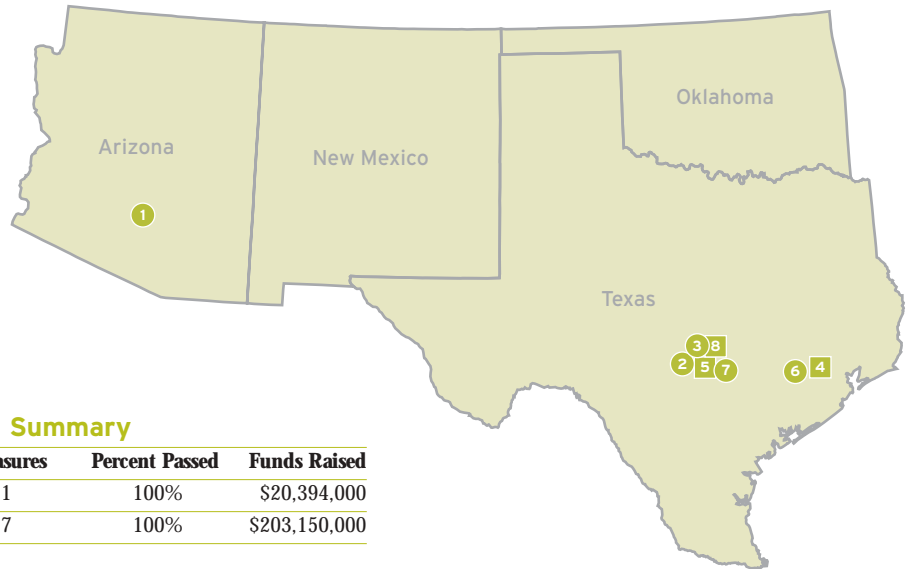 Oklahoma
Arizona
New Mexico
1
Texas
3 8
2 5 7 6 4
Summary
Percent Passed Funds Raised
1 100% $20,394,000
7 100% $203,150,000